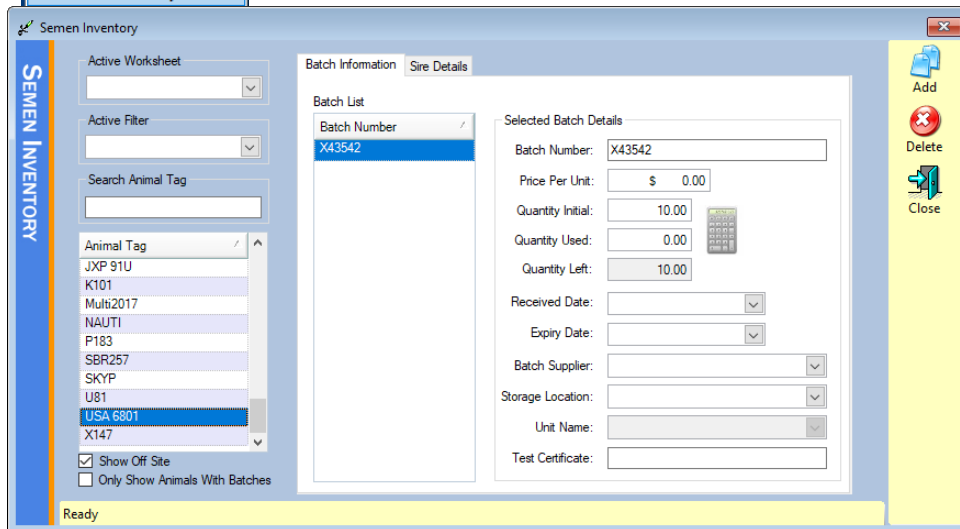 Semen Inventory
SEMEN INVENTORY
Active Worksheet
Active Filter
Search Animal Tag
Animal Tag
JXP 91U
K101
Multi2017
NAUTI
P183
SBR257
SKYP
U81
USA 6801
X147
Show Off Site
Only Show Animals With Batches
Batch Information Sire Details
Batch List
Batch Number
X43542
Selected Batch Details
Batch Number: X43542
Price Per Unit: $ 0.00
Quantity Initial: 10.00
Quantity Used: 0.00
Quantity Left: 10.00
Received Date:
Expiry Date:
Batch Supplier:
Storage Location:
Unit Name:
Test Certificate:
Add
Delete
Close
Ready